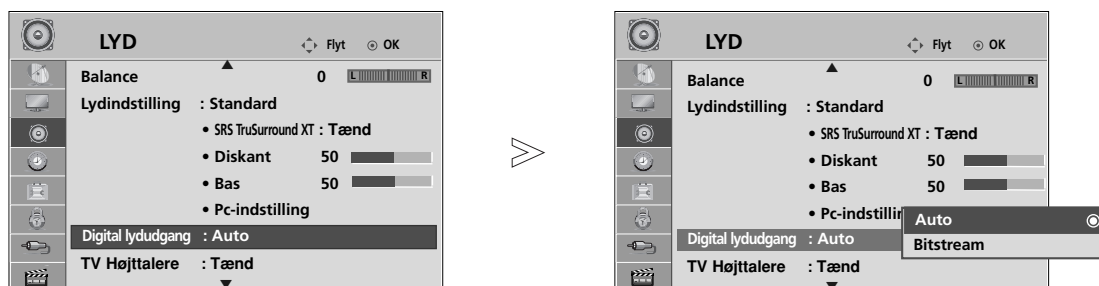 LYD Flyt OK
Balance 0 L R
Lydindstilling : Standard
• SRS TruSurround XT : Tænd
• Diskant 50
• Bas 50
• Pc-indstilling
Digital lydudgang : Auto
TV Højttalere : Tænd
>
LYD Flyt OK
Balance 0 L R
Lydindstilling : Standard
• SRS TruSurround XT : Tænd
• Diskant 50
• Bas 50
• Pc-indstillin
Auto
Digital lydudgang : Auto
Bitstream
TV Højttalere : Tænd